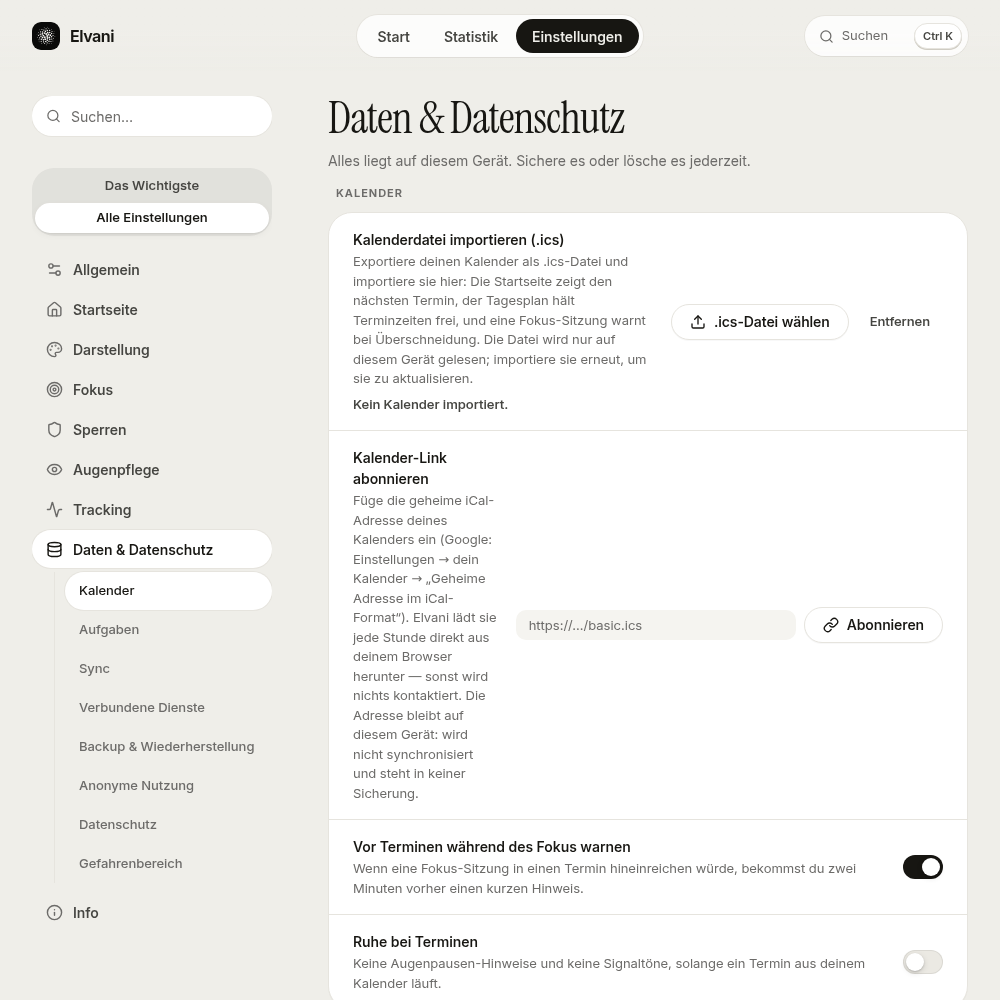 Elvani
Start
Statistik
Einstellungen
Suchen
Ctrl K
Suchen...
Das Wichtigste
Alle Einstellungen
Allgemein
Startseite
Darstellung
Fokus
Sperren
Augenpflege
Tracking
Daten & Datenschutz
Kalender
Aufgaben
Sync
Verbundene Dienste
Backup & Wiederherstellung
Anonyme Nutzung
Datenschutz
Gefahrenbereich
Info
Daten & Datenschutz
Alles liegt auf diesem Gerät. Sichere es oder lösche es jederzeit.
KALENDER
Kalenderdatei importieren (.ics)
Exportiere deinen Kalender als .ics-Datei und
importiere sie hier: Die Startseite zeigt den
nächsten Termin, der Tagesplan hält
Terminzeiten frei, und eine Fokus-Sitzung warnt
bei Überschneidung. Die Datei wird nur auf
diesem Gerät gelesen; importiere sie erneut, um
sie zu aktualisieren.
Kein Kalender importiert.
.ics-Datei wählen
Entfernen
Kalender-Link
abonnieren
Füge die geheime iCal-
Adresse deines
Kalenders ein (Google:
Einstellungen → dein
Kalender → „Geheime
Adresse im iCal-
Format“). Elvani lädt sie
jede Stunde direkt aus
deinem Browser
herunter — sonst wird
nichts kontaktiert. Die
Adresse bleibt auf
diesem Gerät: wird
nicht synchronisiert
und steht in keiner
Sicherung.
https://.../basic.ics
Abonnieren
Vor Terminen während des Fokus warnen
Wenn eine Fokus-Sitzung in einen Termin hineinreichen würde, bekommst du zwei
Minuten vorher einen kurzen Hinweis.
Ruhe bei Terminen
Keine Augenpausen-Hinweise und keine Signaltöne, solange ein Termin aus deinem
Kalender läuft.